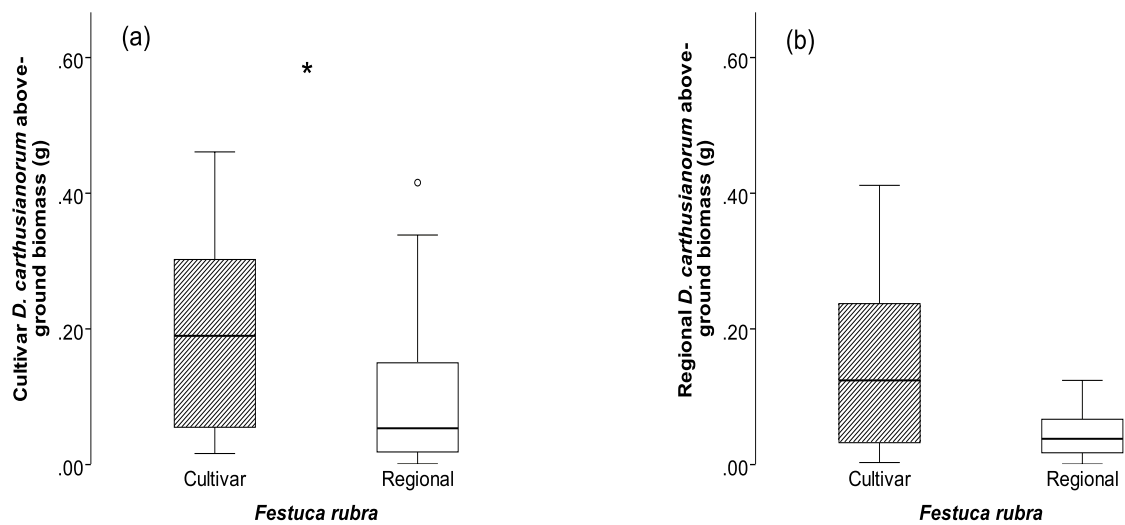 (a)
*
Cultivar D. carthusianorum above-
ground biomass (g)
.60
.40
.20
.00
Cultivar
Regional
Festuca rubra
(b)
Regional D. carthusianorum above-
ground biomass (g)
.60
.40
.20
.00
Cultivar
Regional
Festuca rubra